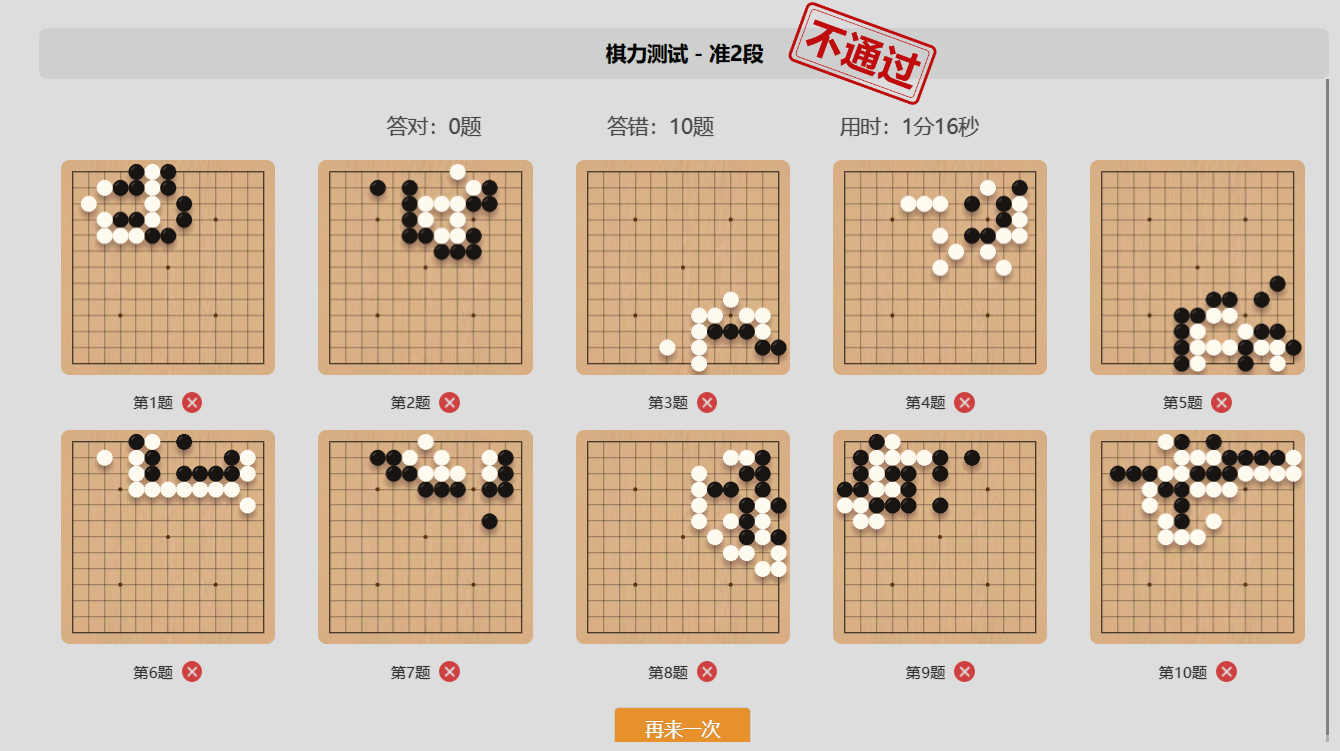 棋力测试 - 准2段
不通过
答对：0题 答错：10题 用时：1分16秒
第1题 第2题 第3题 第4题 第5题
第6题 第7题 第8题 第9题 第10题
再来一次